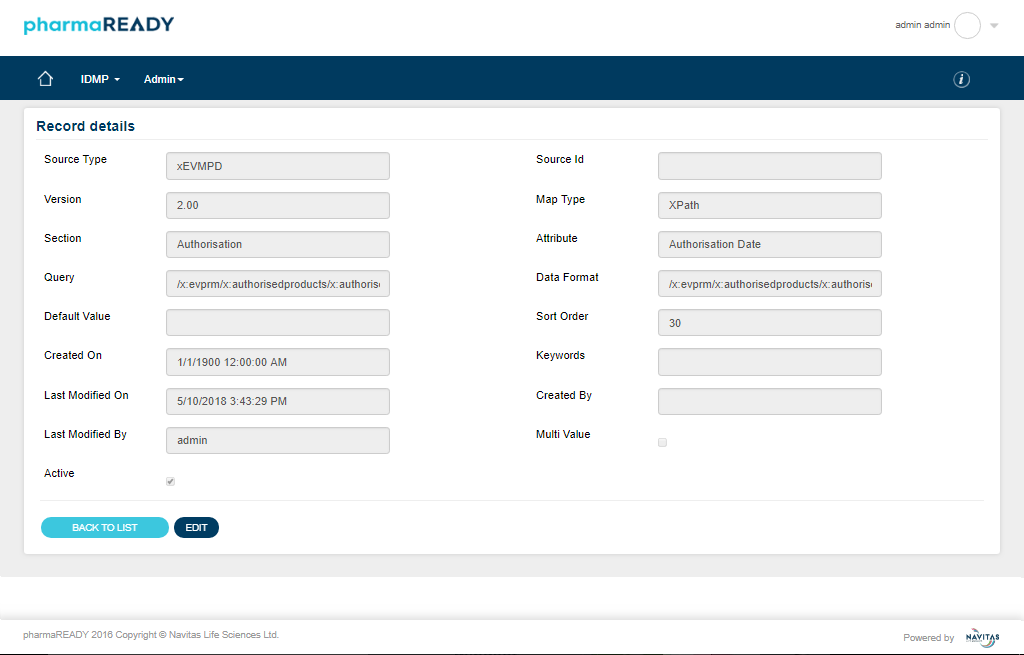 pharmaREADY
admin admin
IDMP
Admin
i
Record details
Source Type
xEVMPD
Source Id
Version
2.00
Map Type
XPath
Section
Authorisation
Attribute
Authorisation Date
Query
/x:evprm/x:authorisedproducts/x:authoris
Data Format
/x:evprm/x:authorisedproducts/x:authoris
Default Value
Sort Order
30
Created On
1/1/1900 12:00:00 AM
Keywords
Last Modified On
5/10/2018 3:43:29 PM
Created By
Last Modified By
admin
Multi Value
Active
BACK TO LIST
EDIT
pharmaREADY 2016 Copyright © Navitas Life Sciences Ltd.
Powered by
NAVITAS